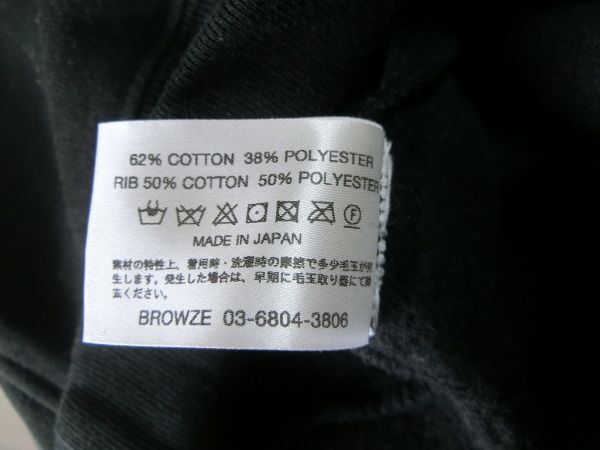 62% COTTON 38% POLYESTER
RIB 50% COTTON 50% POLYESTER
MADE IN JAPAN
素材の特性上、着用時・洗濯時の摩擦で多少毛玉が発
生します。発生した場合は、早期に毛玉取り器にて除
去ください。
BROWZE 03-6804-3806